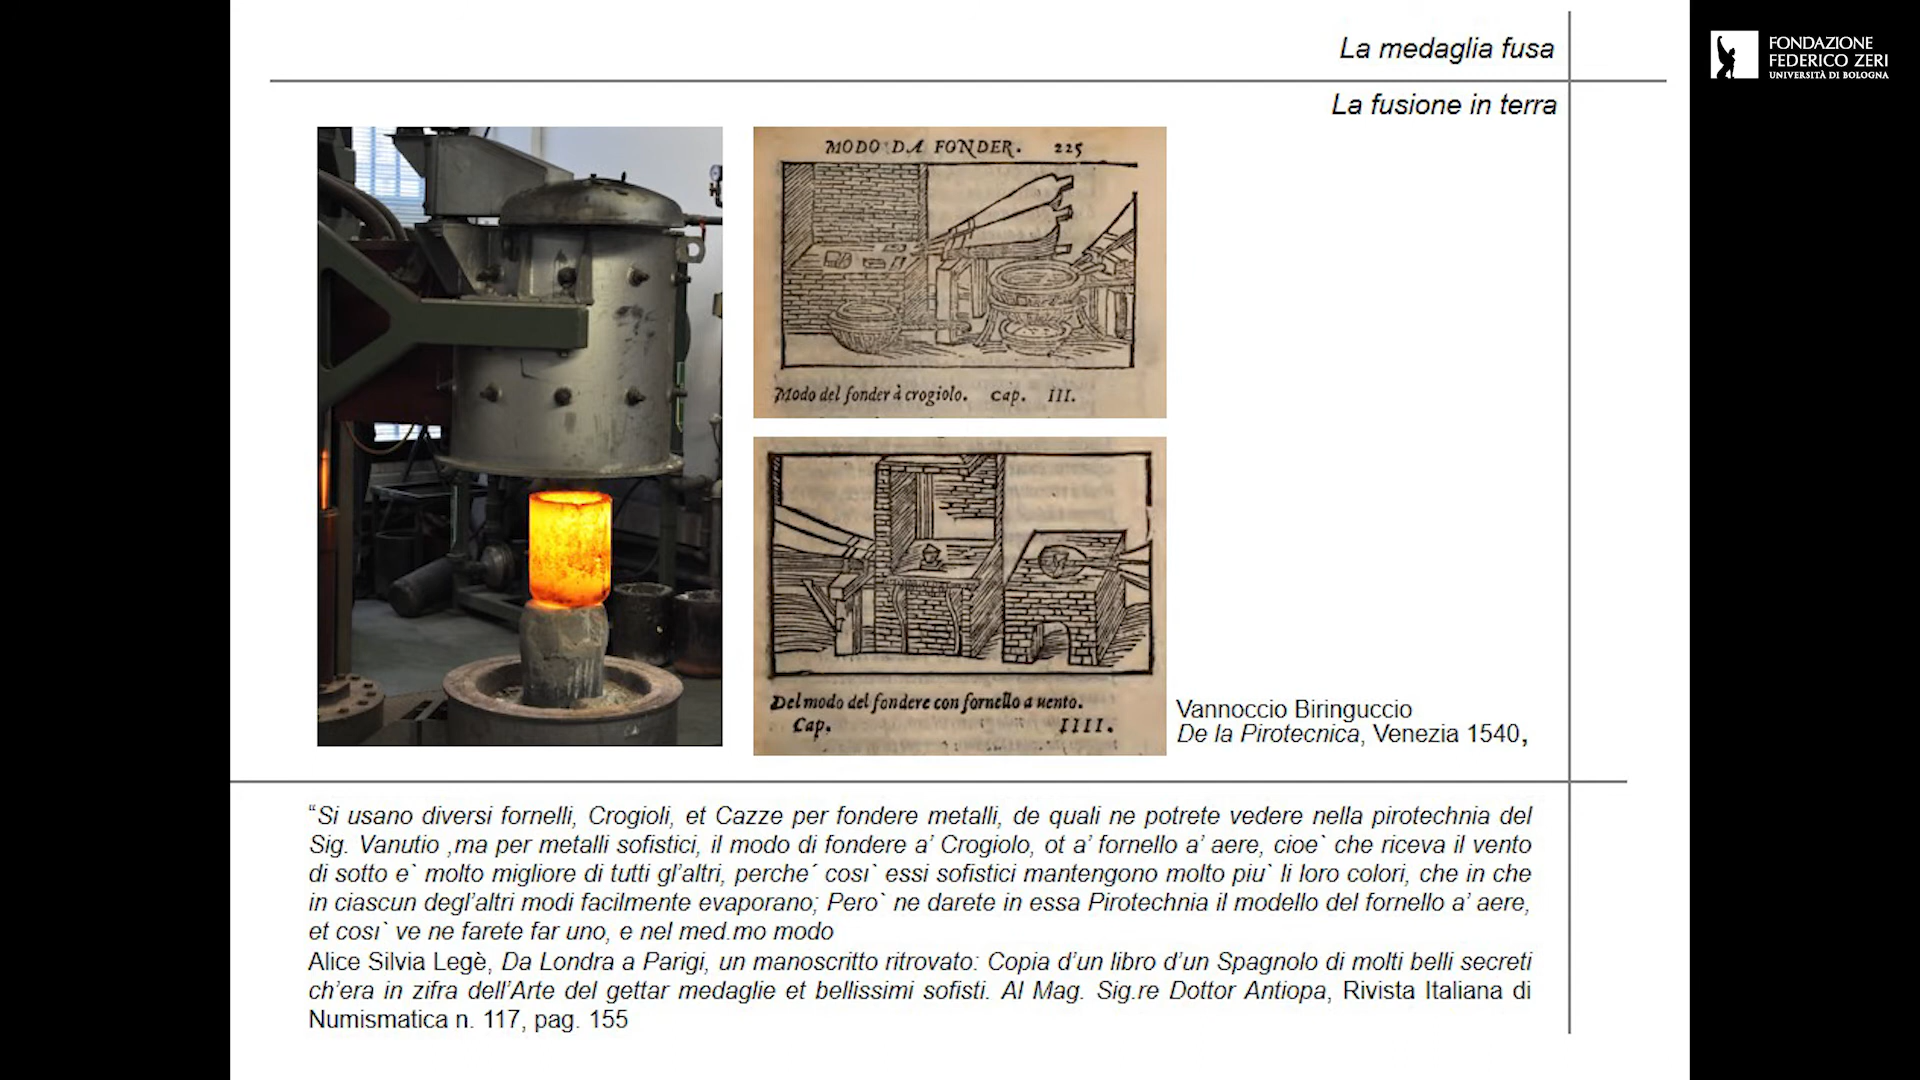 La medaglia fusa
FONDAZIONE
FEDERICO ZERI
UNIVERSITÀ DI BOLOGNA
La fusione in terra
MODO DA FONDER. 225
Modo del fonder à crogiolo. Cap. III.
Del modo del fondere con fornello a uento.
Cap. IIII.
Vannoccio Biringuccio
De la Pirotecnica, Venezia 1540,
“Si usano diversi fornelli, Crogioli, et Cazze per fondere metalli, de quali ne potrete vedere nella pirotechnia del
Sig. Vanutio ,ma per metalli sofistici, il modo di fondere a’ Crogiolo, ot a’ fornello a’ aere, cioe` che riceva il vento
di sotto e` molto migliore di tutti gl’altri, perche´ cosı` essi sofistici mantengono molto piu` li loro colori, che in che
in ciascun degl’altri modi facilmente evaporano; Pero` ne darete in essa Pirotechnia il modello del fornello a’ aere,
et cosı` ve ne farete far uno, e nel med.mo modo
Alice Silvia Legè, Da Londra a Parigi, un manoscritto ritrovato: Copia d’un libro d’un Spagnolo di molti belli secreti
ch’era in zifra dell’Arte del gettar medaglie et bellissimi sofisti. Al Mag. Sig.re Dottor Antiopa, Rivista Italiana di
Numismatica n. 117, pag. 155